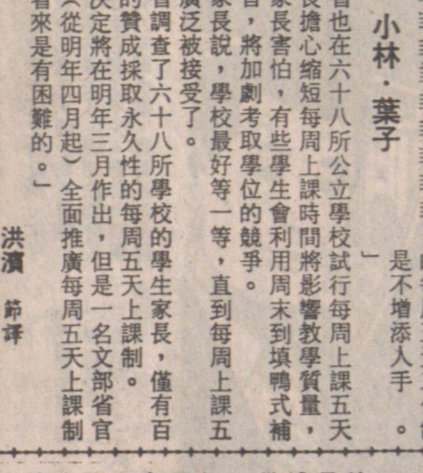 是不增添人手。
」
小林·葉子
省也在六十八所公立學校試行每周上課五天
長擔心縮短每周上課時間將影響教學質量，
家長害怕，有些學生會利用周末到填鴨式補
習，將加劇考取學位的競爭。
家長說，學校最好等一等，直到每周上課五
廣泛被接受了。
省調查了六十八所學校的學生家長，僅有百
的贊成採取永久性的每周五天上課制。
決定將在明年三月作出，但是一名文部省官
（從明年四月起）全面推廣每周五天上課制
看來是有困難的。」
洪濱 節譯